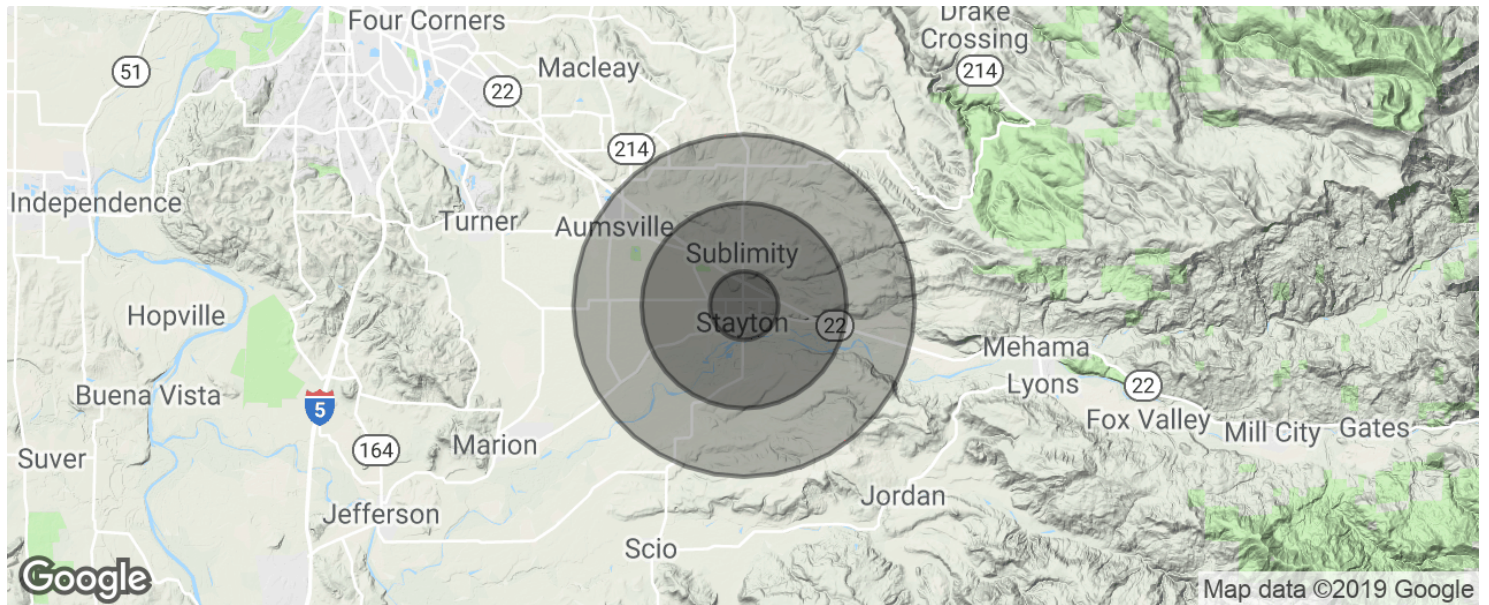 Four Corners
Drake
Crossing
51
Macleay
214
22
214
Independence
Turner
Aumsville
Sublimity
Hopville
Stayton
22
Mehama
Buena Vista
5
Lyons
22
Fox Valley
Mill City
Gates
Marion
164
Suver
Jordan
Jefferson
Scio
Google
Map data ©2019 Google